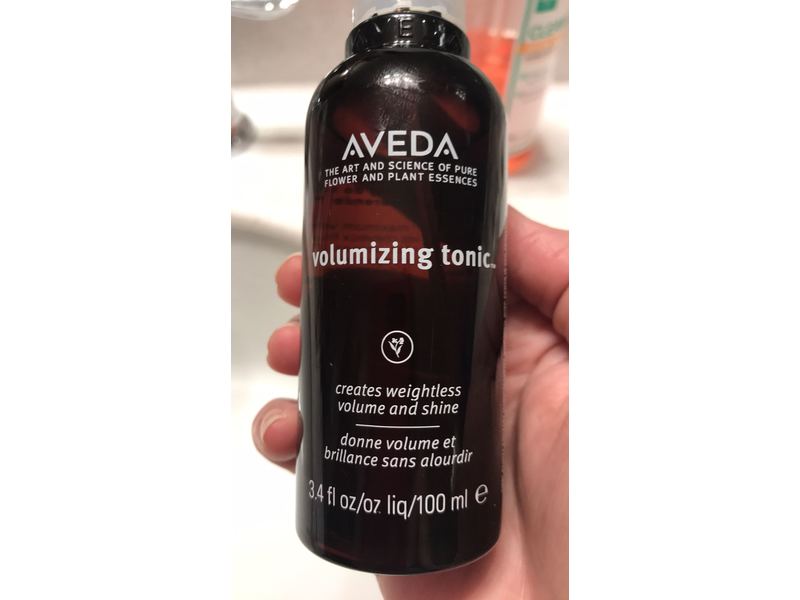 AVEDA
THE ART AND SCIENCE OF PURE
FLOWER AND PLANT ESSENCES
volumizing tonic™
creates weightless
volume and shine
donne volume et
brillance sans alourdir
3.4 fl oz/oz. liq/100 ml e